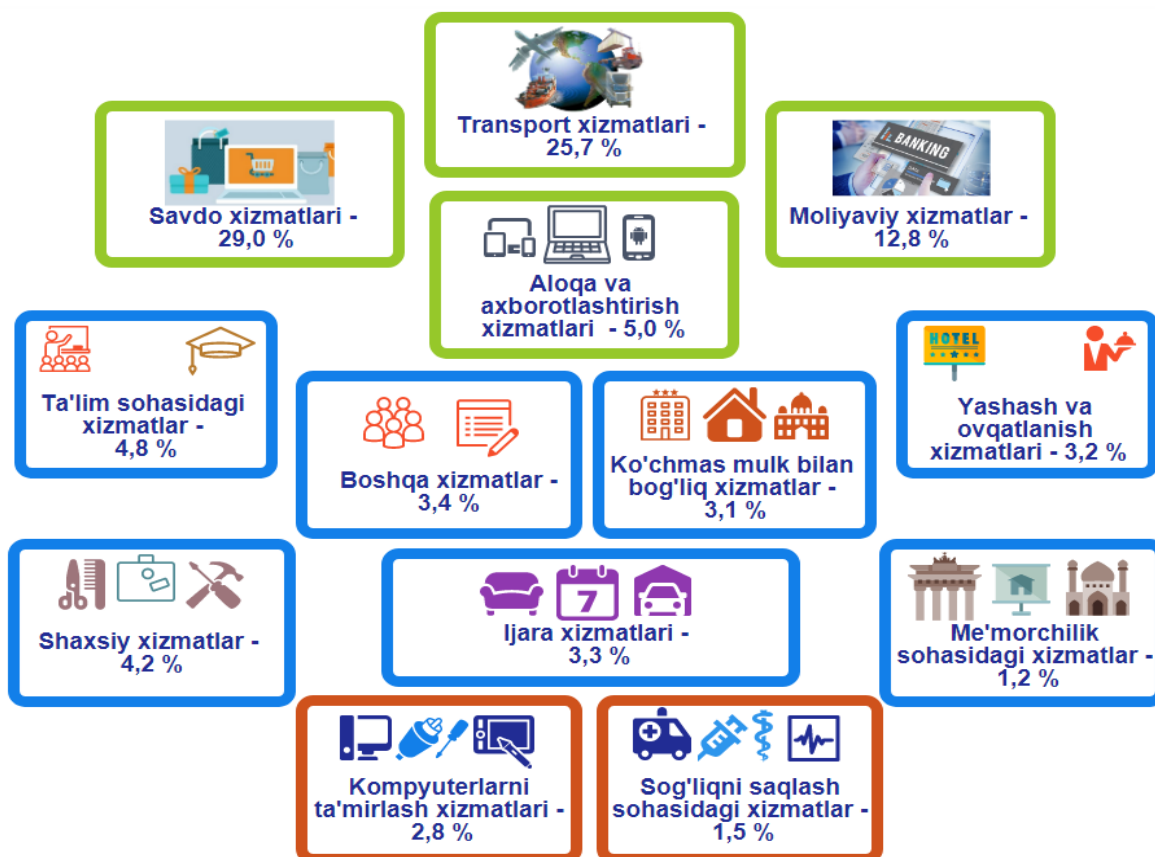 Transport xizmatlari -
25,7 %
Savdo xizmatlari -
29,0 %
BANKING
Moliyaviy xizmatlar -
12,8 %
Aloqa va
axborotlashtirish
xizmatlari - 5,0 %
Ta'lim sohasidagi
xizmatlar -
4,8 %
HOTEL
Yashash va
ovqatlanish
xizmatlari - 3,2 %
Boshqa xizmatlar -
3,4 %
Ko'chmas mulk bilan
bog'liq xizmatlar -
3,1 %
Shaxsiy xizmatlar -
4,2 %
7
Ijara xizmatlari -
3,3 %
Me'morchilik
sohasidagi xizmatlar -
1,2 %
Kompyuterlarni
ta'mirlash xizmatlari -
2,8 %
Sog'liqni saqlash
sohasidagi xizmatlar -
1,5 %